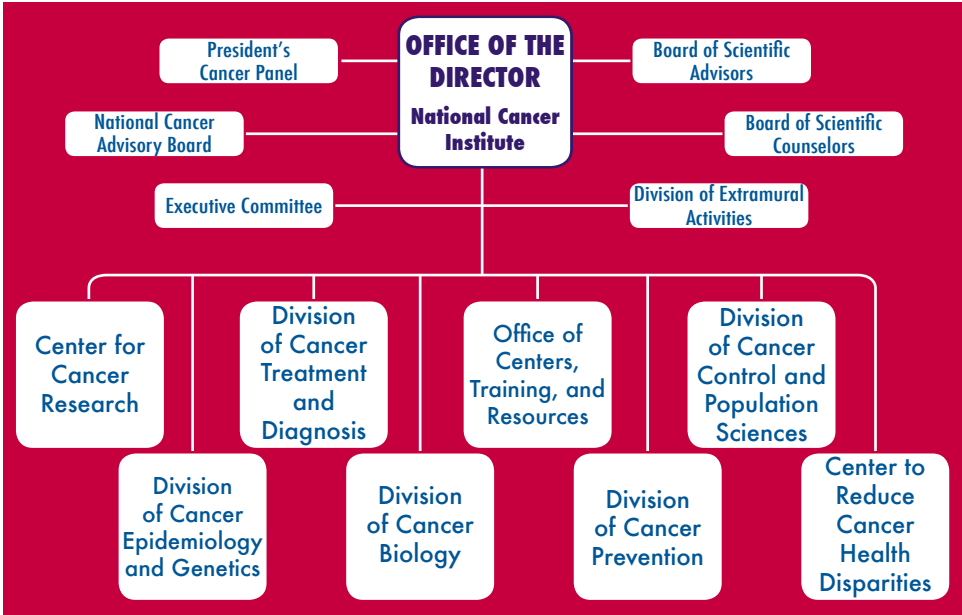 President's
Cancer Panel
OFFICE OF THE
DIRECTOR
National Cancer
Institute
Board of Scientific
Advisors
National Cancer
Advisory Board
Board of Scientific
Counselors
Executive Committee
Division of Extramural
Activities
Center for
Cancer
Research
Division
of Cancer
Treatment
and
Diagnosis
Office of
Centers,
Training, and
Resources
Division
of Cancer
Control and
Population
Sciences
Division
of Cancer
Epidemiology
and Genetics
Division
of Cancer
Biology
Division
of Cancer
Prevention
Center to
Reduce
Cancer
Health
Disparities